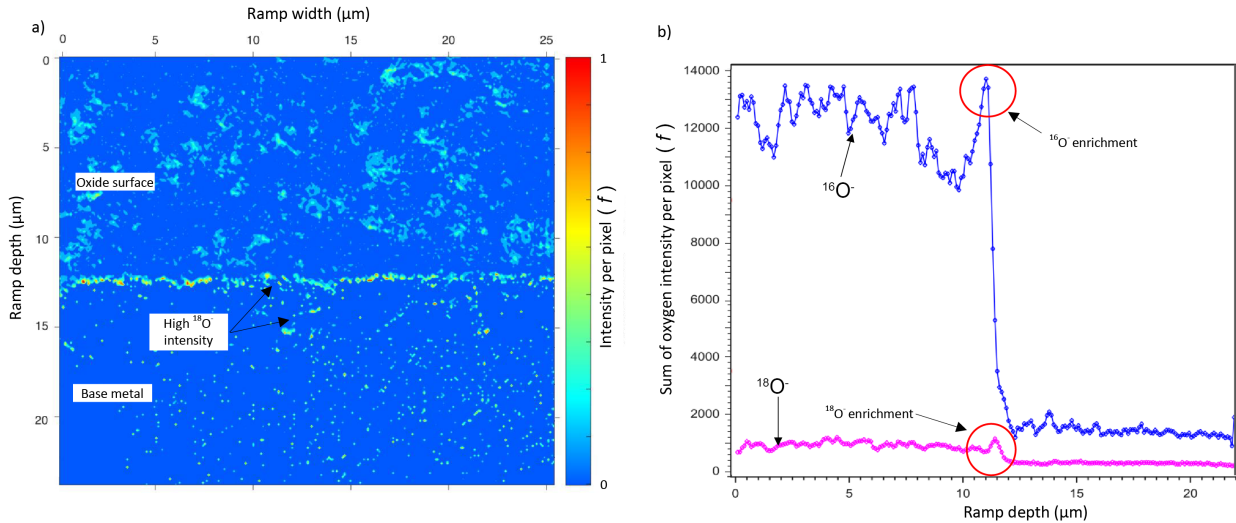 a)
Ramp width (µm)
0 5 10 15 20 25
Ramp depth (µm)
0
5
10
15
20
Oxide surface
High ¹⁸O⁻
intensity
Base metal
1
0
Intensity per pixel ( f )
b)
Sum of oxygen intensity per pixel ( f )
14000
12000
10000
8000
6000
4000
2000
0
¹⁶O⁻ enrichment
¹⁶O⁻
¹⁸O⁻
¹⁸O⁻ enrichment
0 5 10 15 20
Ramp depth (µm)